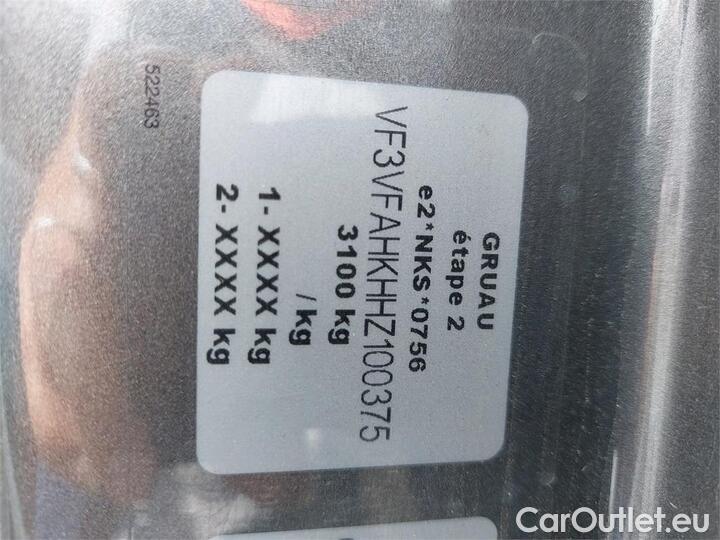 GRUAU
étape 2
e2*NKS*0756
VF3VFAHKHHZ100375
3100 kg
/ kg
1- XXXX kg
2- XXXX kg
522463
CarOutlet.eu